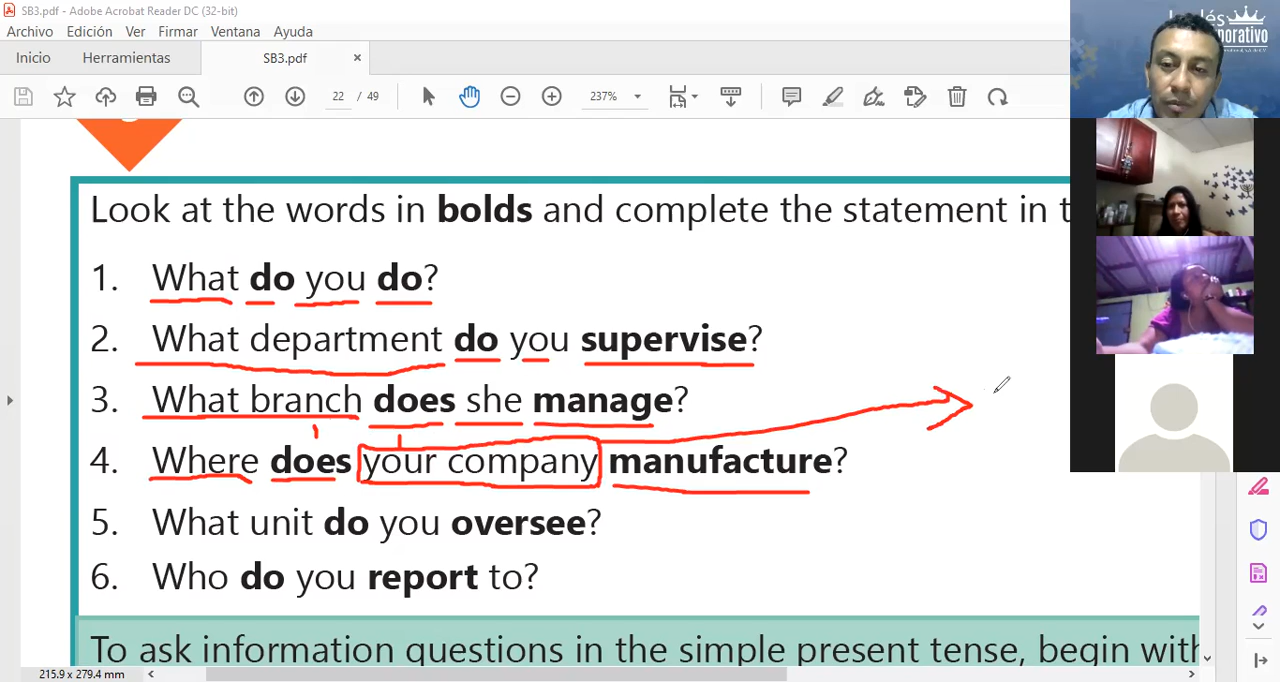 SB3.pdf - Adobe Acrobat Reader DC (32-bit)
Archivo Edición Ver Firmar Ventana Ayuda
Inicio Herramientas SB3.pdf ×
22 / 49 237%
Look at the words in bolds and complete the statement in t
1. What do you do?
2. What department do you supervise?
3. What branch does she manage?
4. Where does your company manufacture?
5. What unit do you oversee?
6. Who do you report to?
To ask information questions in the simple present tense, begin with
215.9 x 279.4 mm